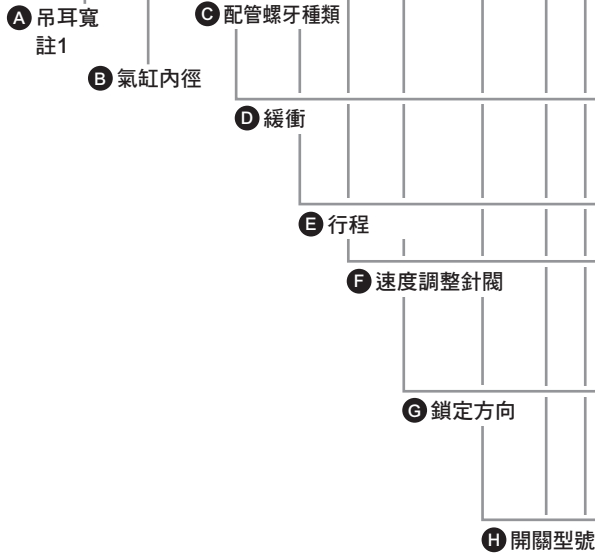 A 吊耳寬
註1
B 氣缸內徑
C 配管螺牙種類
D 緩衝
E 行程
F 速度調整針閥
G 鎖定方向
H 開關型號